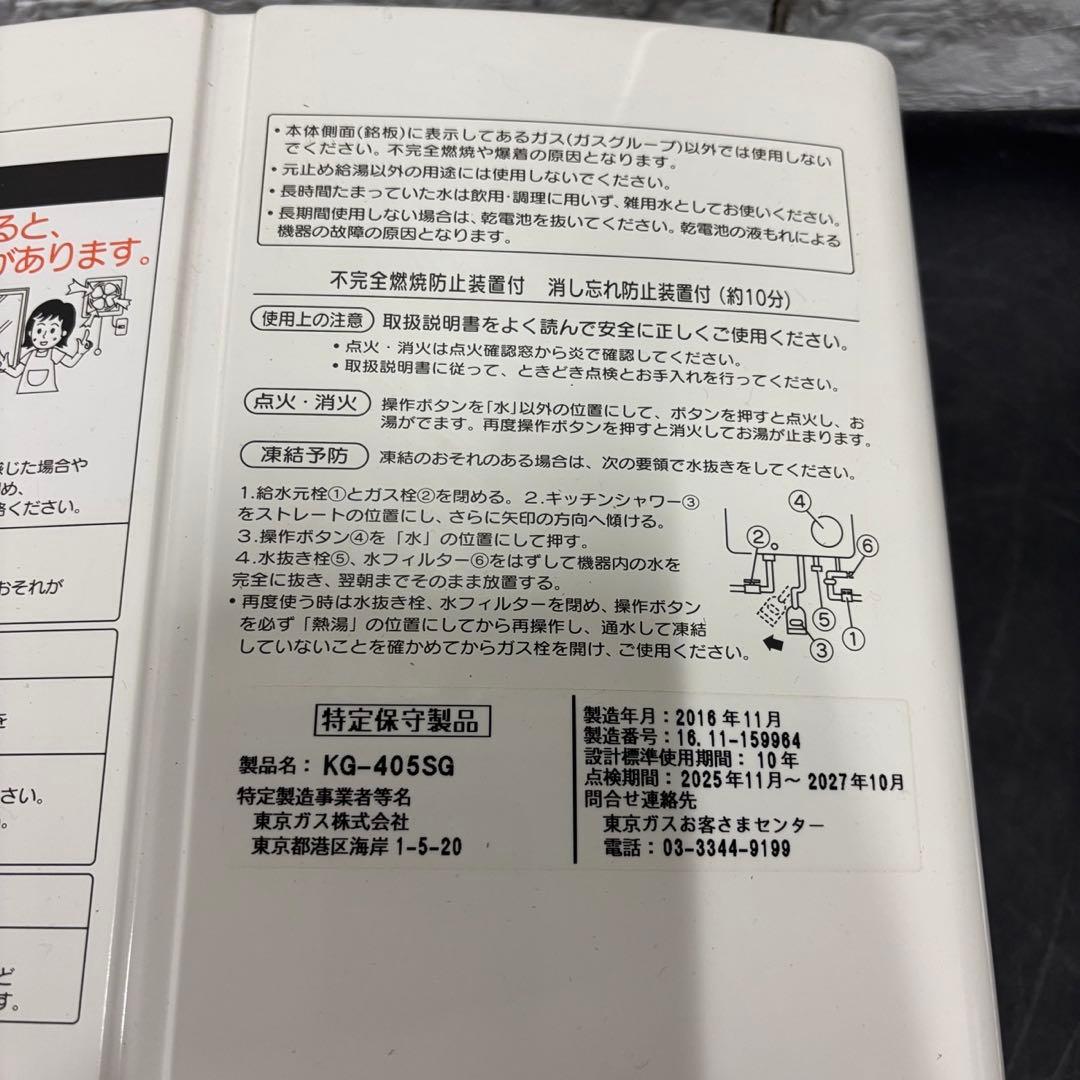 ると、
があります。
感じた場合や
め、
絡ください。
おそれが
を
さい。
。
ど
す。
・本体側面(銘板)に表示してあるガス(ガスグループ)以外では使用しない
でください。不完全燃焼や爆着の原因となります。
・元止め給湯以外の用途には使用しないでください。
・長時間たまっていた水は飲用・調理に用いず、雑用水としてお使いください。
・長期間使用しない場合は、乾電池を抜いてください。乾電池の液もれによる
機器の故障の原因となります。
不完全燃焼防止装置付 消し忘れ防止装置付(約10分)
使用上の注意 取扱説明書をよく読んで安全に正しくご使用ください。
・点火・消火は点火確認窓から炎で確認してください。
・取扱説明書に従って、ときどき点検とお手入れを行ってください。
点火・消火 操作ボタンを「水」以外の位置にして、ボタンを押すと点火し、お
湯がでます。再度操作ボタンを押すと消火してお湯が止まります。
凍結予防 凍結のおそれのある場合は、次の要領で水抜きをしてください。
1.給水元栓①とガス栓②を閉める。2.キッチンシャワー③
をストレートの位置にし、さらに矢印の方向へ傾ける。
3.操作ボタン④を「水」の位置にして押す。
4.水抜き栓⑤、水フィルター⑥をはずして機器内の水を
完全に抜き、翌朝までそのまま放置する。
・再度使う時は水抜き栓、水フィルターを閉め、操作ボタン
を必ず「熱湯」の位置にしてから再操作し、通水して凍結
していないことを確かめてからガス栓を開け、ご使用ください。
④
②
⑥
⑤
①
③
特定保守製品
製品名: KG-405SG
特定製造事業者等名
東京ガス株式会社
東京都港区海岸 1-5-20
製造年月: 2016 年 11月
製造番号: 16.11-159964
設計標準使用期間: 10 年
点検期間: 2025年11月~ 2027年10月
問合せ連絡先
東京ガスお客さまセンター
電話: 03-3344-9199